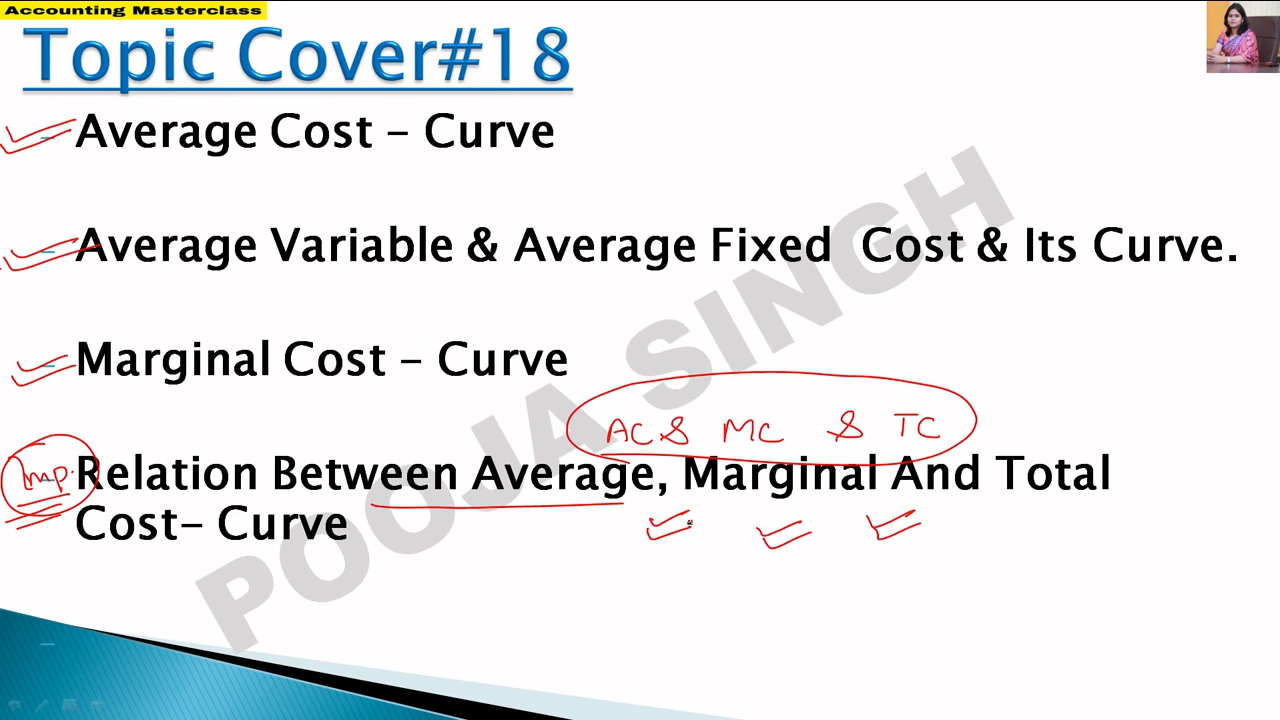 Accounting Masterclass
Topic Cover#18
– Average Cost – Curve
– Average Variable & Average Fixed Cost & Its Curve.
– Marginal Cost – Curve
AC & MC & TC
Imp.
– Relation Between Average, Marginal And Total
Cost– Curve
POOJA SINGH